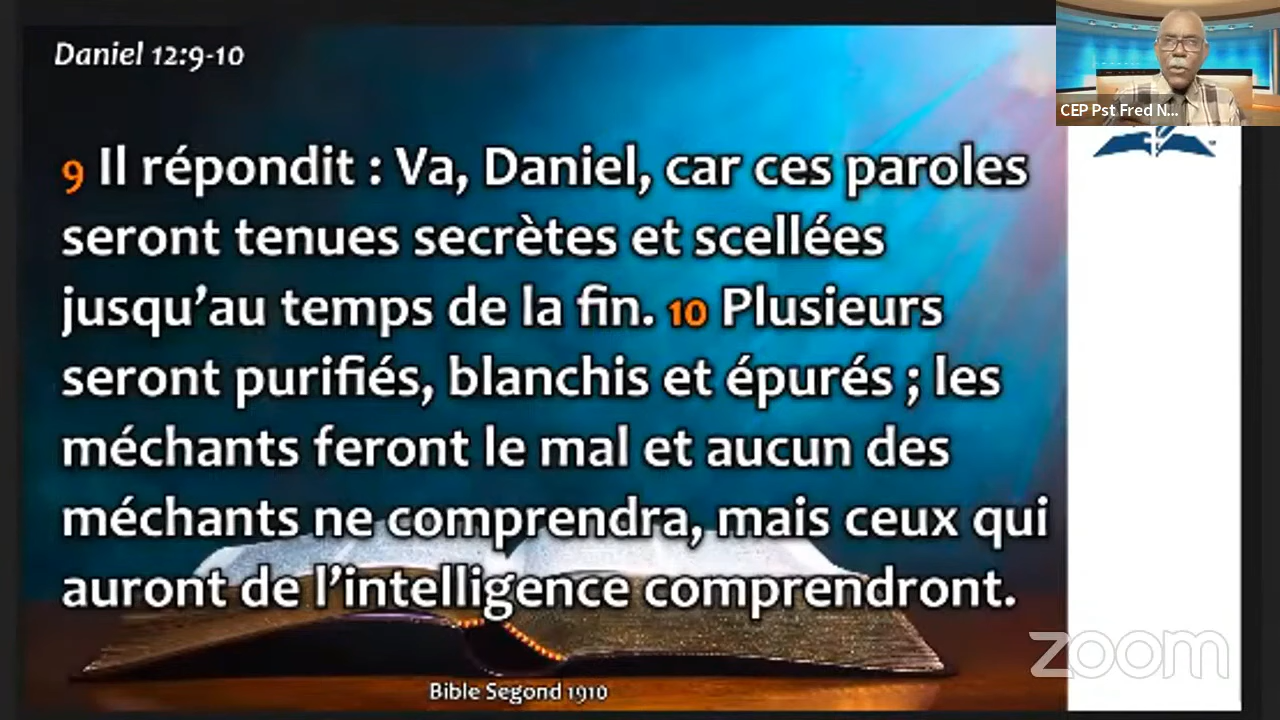 Daniel 12:9-10
CEP Pst Fred N...
9 Il répondit : Va, Daniel, car ces paroles
seront tenues secrètes et scellées
jusqu’au temps de la fin. 10 Plusieurs
seront purifiés, blanchis et épurés ; les
méchants feront le mal et aucun des
méchants ne comprendra, mais ceux qui
auront de l’intelligence comprendront.
zoom
Bible Segond 1910